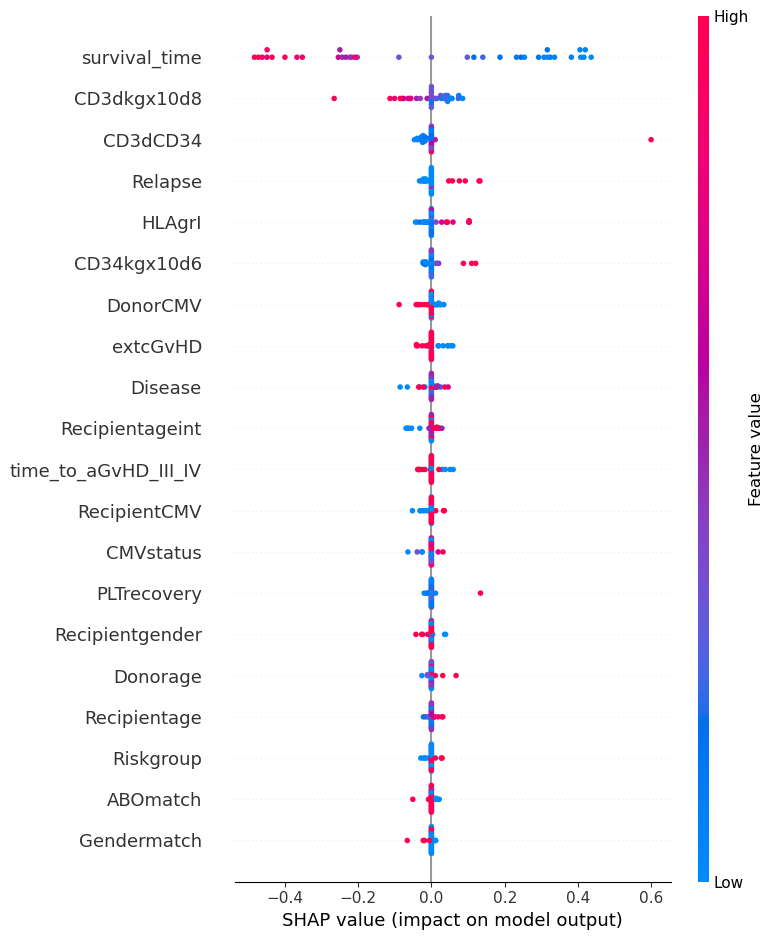 High
survival_time
CD3dkgx10d8
CD3dCD34
Relapse
HLAgrI
CD34kgx10d6
DonorCMV
extcGvHD
Disease
Recipientageint
time_to_aGvHD_III_IV
RecipientCMV
CMVstatus
PLTrecovery
Recipientgender
Donorage
Recipientage
Riskgroup
ABOmatch
Gendermatch
Feature value
Low
−0.4 −0.2 0.0 0.2 0.4 0.6
SHAP value (impact on model output)